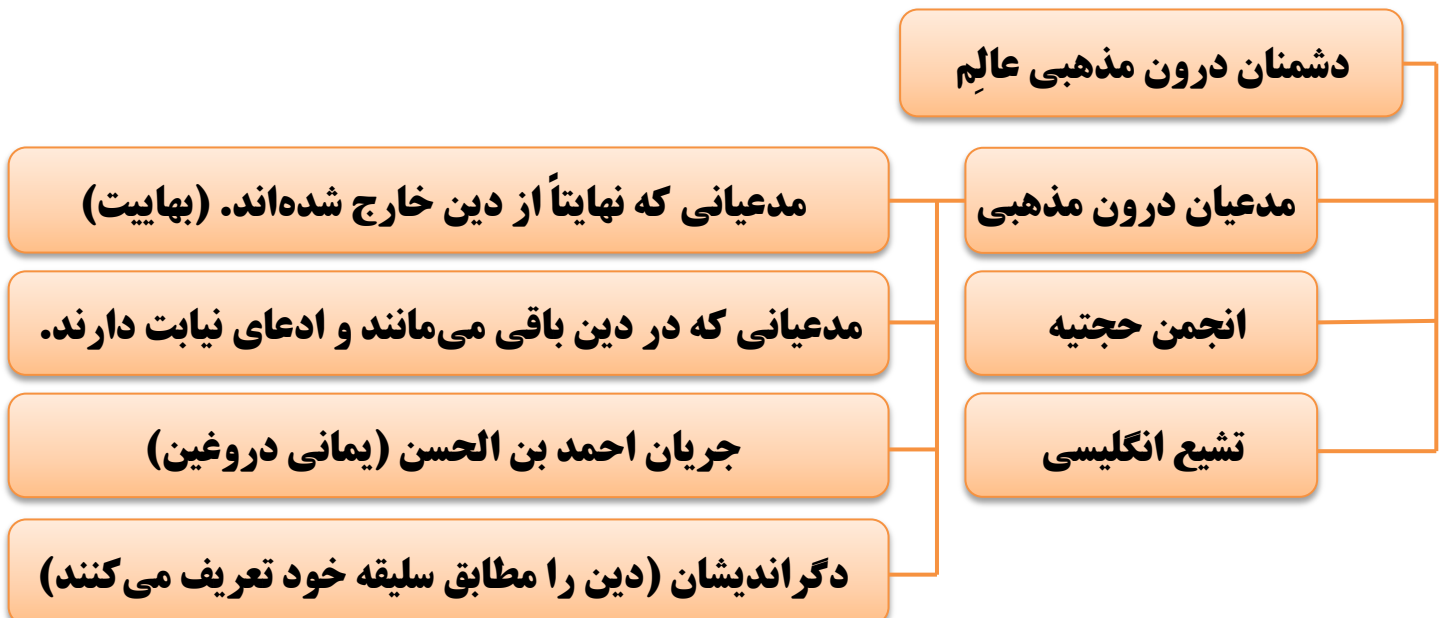 دشمنان درون مذهبی عالِم
مدعیان درون مذهبی
مدعیانی که نهایتاً از دین خارج شده‌اند. (بهاییت)
مدعیانی که در دین باقی می‌مانند و ادعای نیابت دارند.
جریان احمد بن الحسن (یمانی دروغین)
دگراندیشان (دین را مطابق سلیقه خود تعریف می‌کنند)
انجمن حجتیه
تشیع انگلیسی